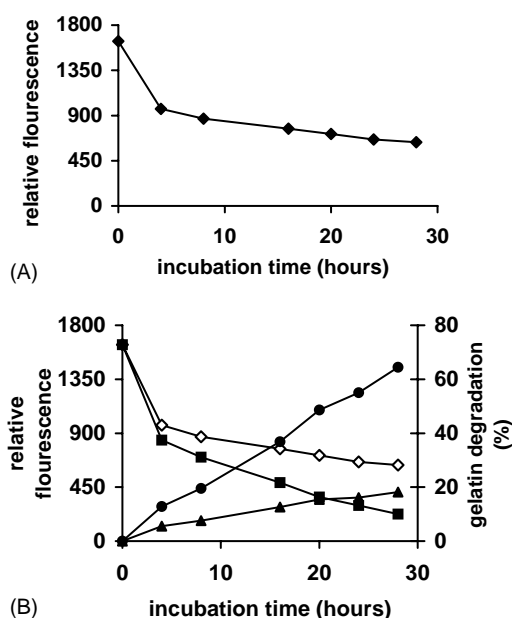 1800
1350
900
450
0
relative flourescence
0 10 20 30
incubation time (hours)
(A)
1800
1350
900
450
0
relative
flourescence
80
60
40
20
0
gelatin degradation
(%)
0 10 20 30
incubation time (hours)
(B)